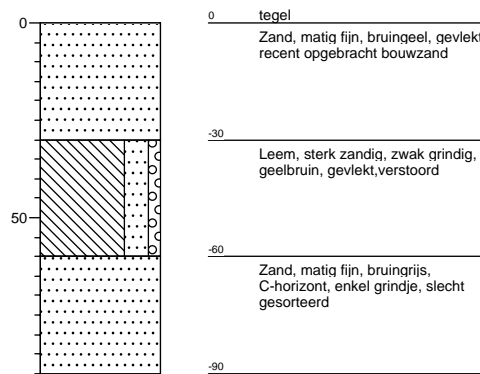 0
0
tegel
Zand, matig fijn, bruingeel, gevlekt
recent opgebracht bouwzand
-30
Leem, sterk zandig, zwak grindig,
geelbruin, gevlekt,verstoord
50
-60
Zand, matig fijn, bruingrijs,
C-horizont, enkel grindje, slecht
gesorteerd
-90